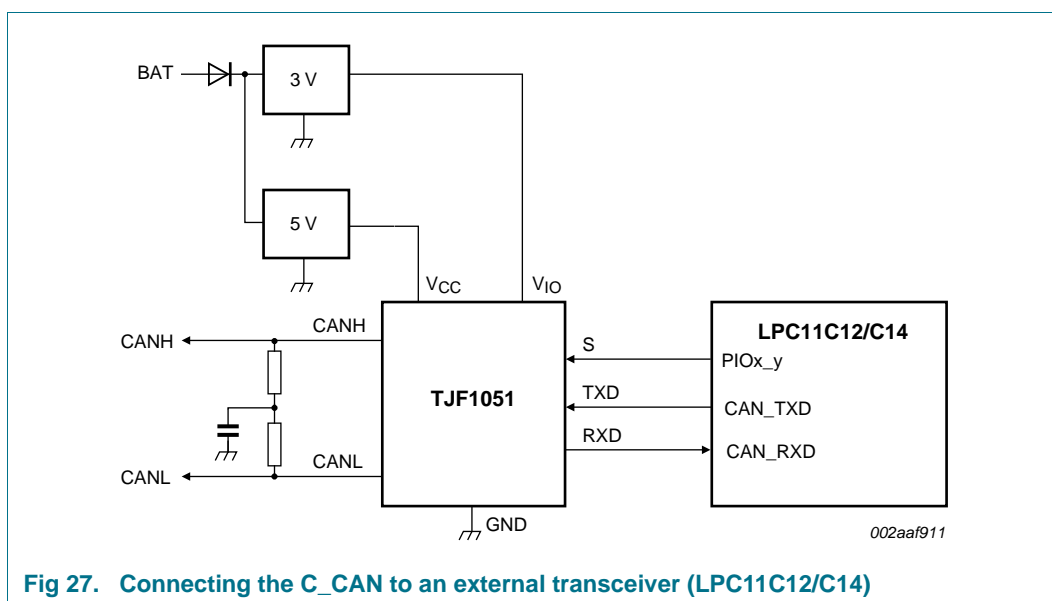 BAT
3 V
5 V
VCC
VIO
CANH
CANH
S
LPC11C12/C14
PIOx_y
TJF1051
TXD
CAN_TXD
RXD
CAN_RXD
CANL
CANL
GND
002aaf911
Fig 27. Connecting the C_CAN to an external transceiver (LPC11C12/C14)